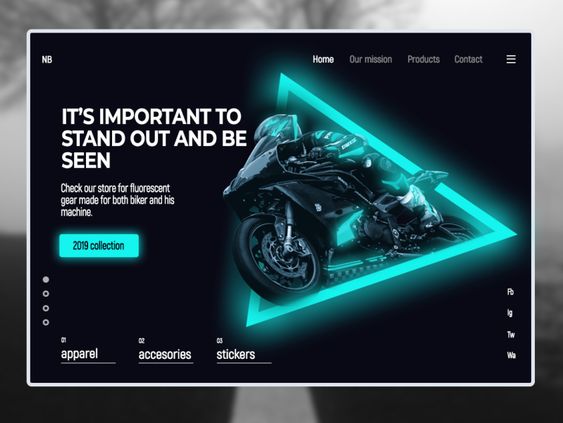 NB
Home Our mission Products Contact
IT'S IMPORTANT TO
STAND OUT AND BE
SEEN
Check our store for fluorescent
gear made for both biker and his
machine.
2019 collection
Fb
Ig
Tw
Wa
01
apparel
02
accesories
03
stickers